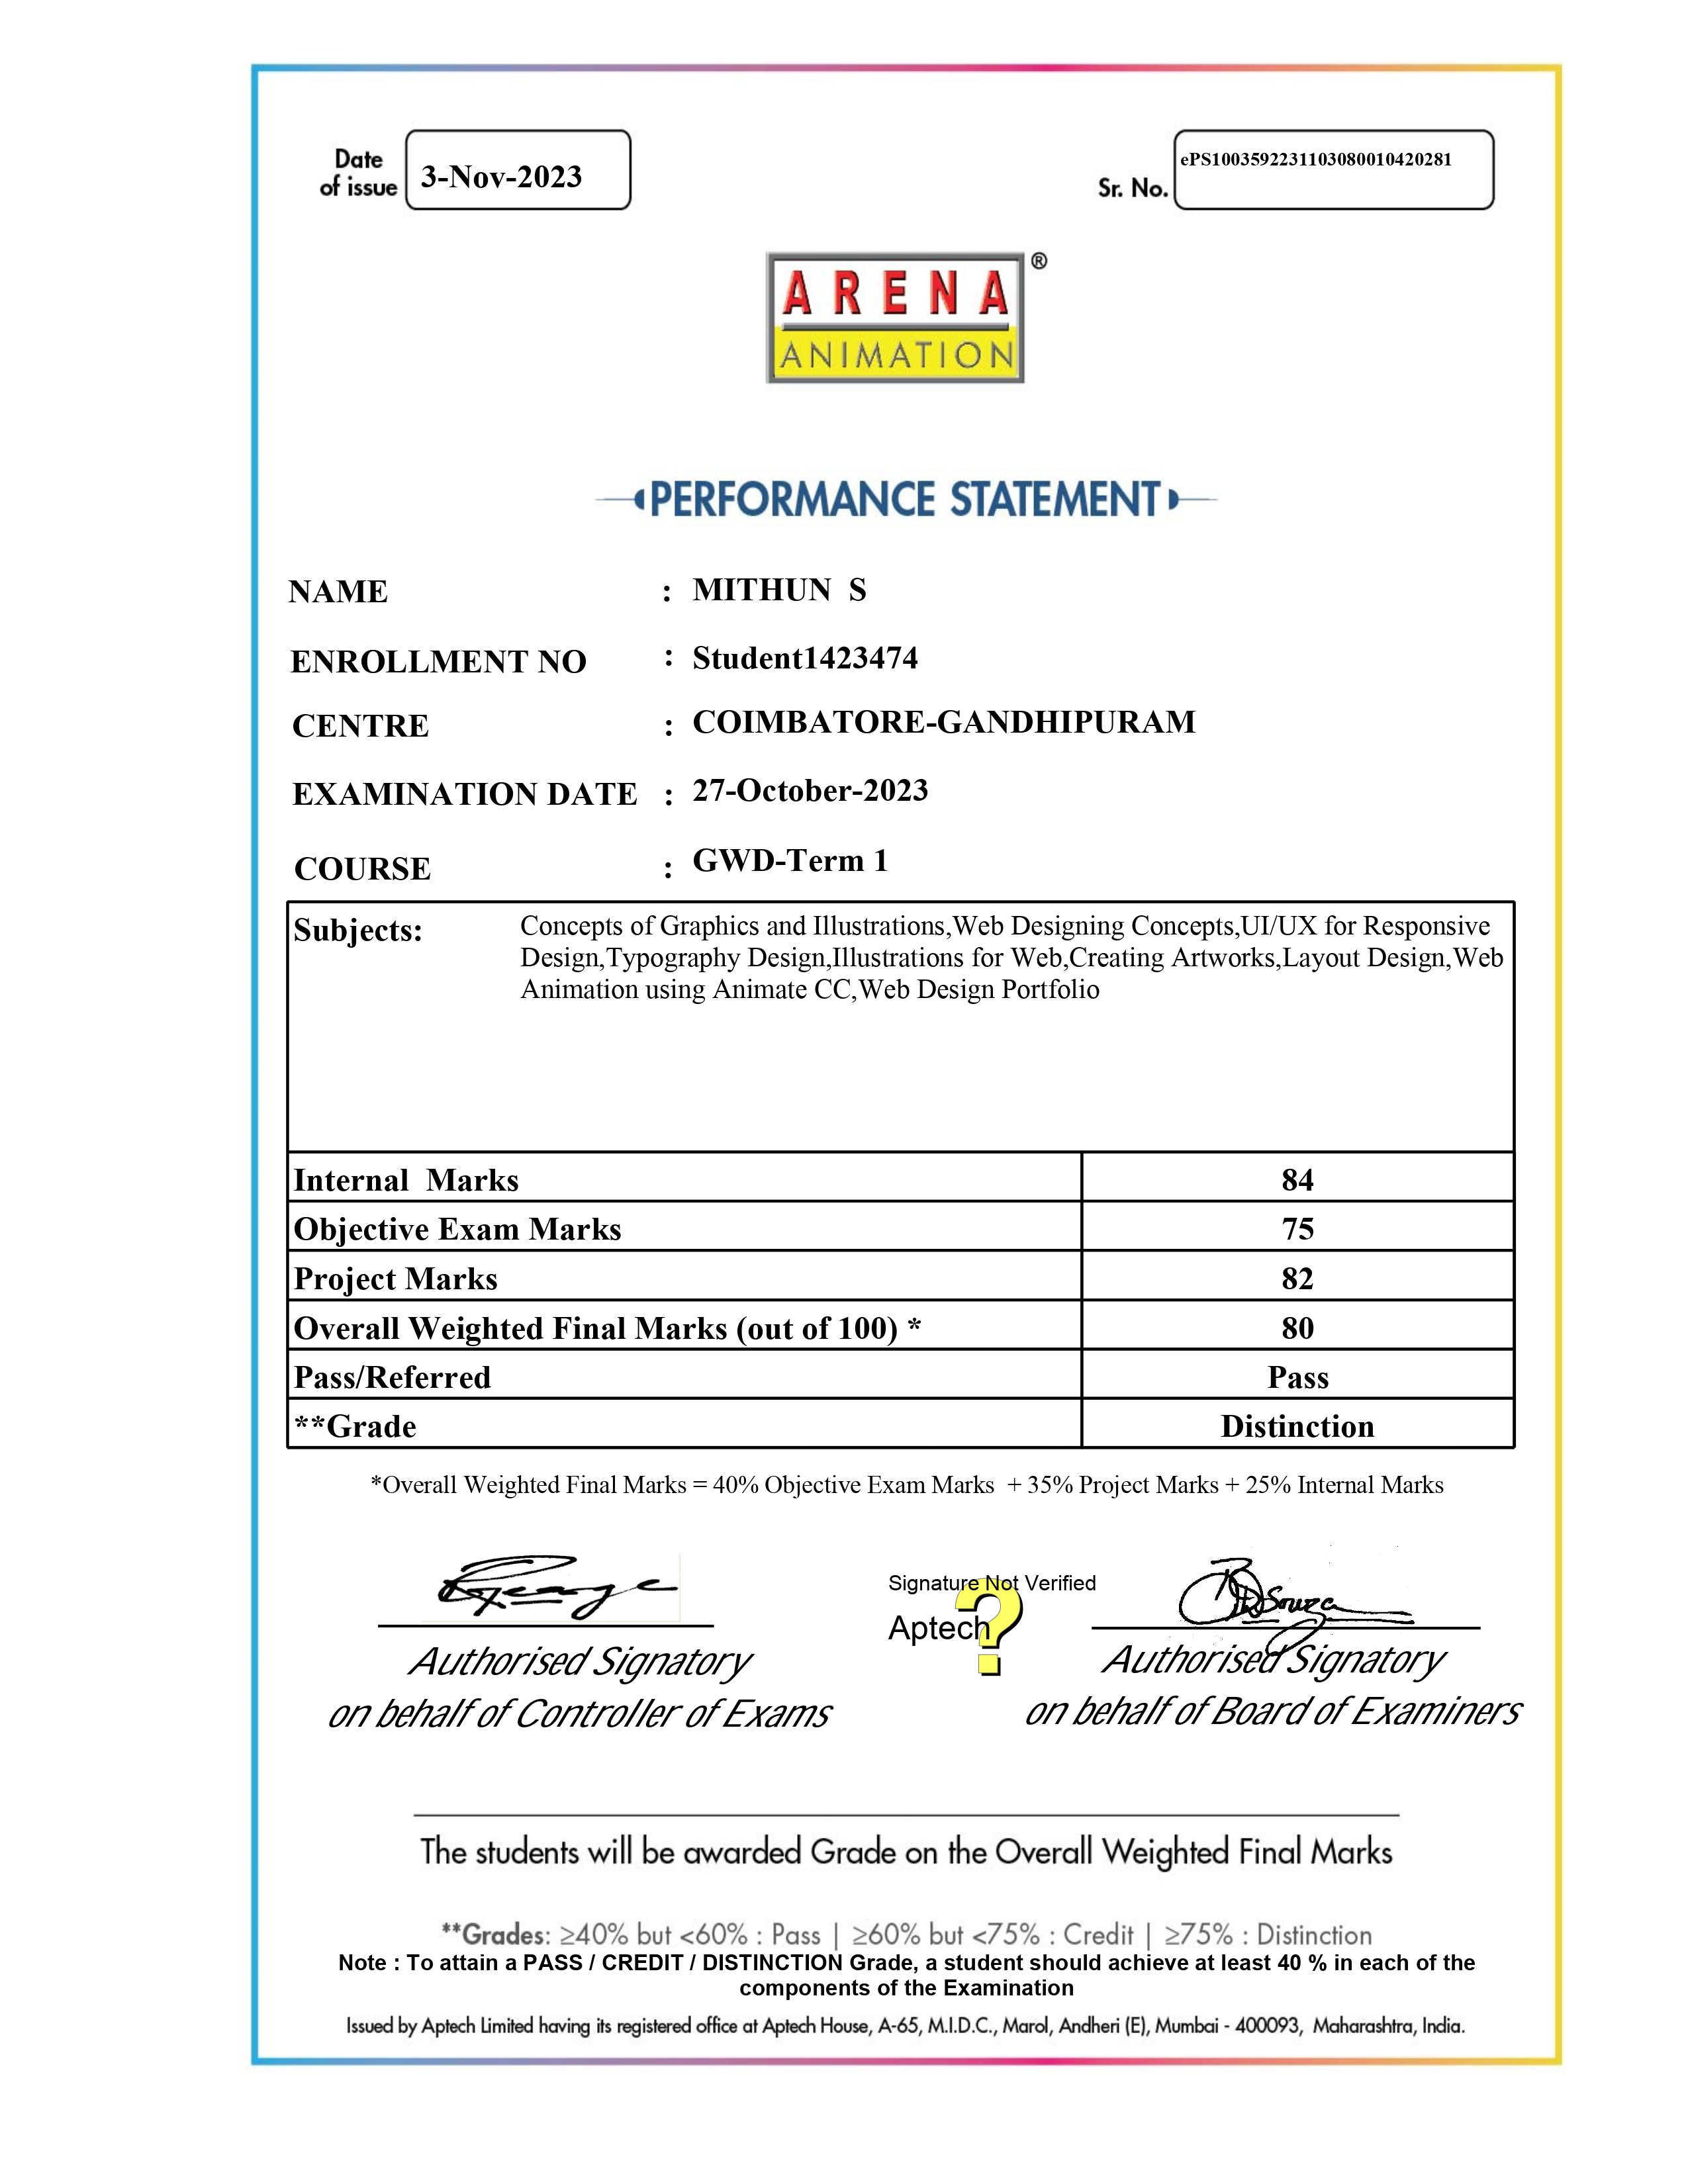 Date
of issue
3-Nov-2023
Sr. No.
ePS1003592231103080010420281
ARENA ®
ANIMATION
PERFORMANCE STATEMENT
NAME : MITHUN S
ENROLLMENT NO : Student1423474
CENTRE : COIMBATORE-GANDHIPURAM
EXAMINATION DATE : 27-October-2023
COURSE : GWD-Term 1
Subjects: Concepts of Graphics and Illustrations,Web Designing Concepts,UI/UX for Responsive
Design,Typography Design,Illustrations for Web,Creating Artworks,Layout Design,Web
Animation using Animate CC,Web Design Portfolio
Internal Marks 84
Objective Exam Marks 75
Project Marks 82
Overall Weighted Final Marks (out of 100) * 80
Pass/Referred Pass
**Grade Distinction
*Overall Weighted Final Marks = 40% Objective Exam Marks + 35% Project Marks + 25% Internal Marks
Signature Not Verified
Aptech
Authorised Signatory
on behalf of Controller of Exams
Authorised Signatory
on behalf of Board of Examiners
The students will be awarded Grade on the Overall Weighted Final Marks
**Grades: ≥40% but <60% : Pass | ≥60% but <75% : Credit | ≥75% : Distinction
Note : To attain a PASS / CREDIT / DISTINCTION Grade, a student should achieve at least 40 % in each of the
components of the Examination
Issued by Aptech Limited having its registered office at Aptech House, A-65, M.I.D.C., Marol, Andheri (E), Mumbai - 400093, Maharashtra, India.